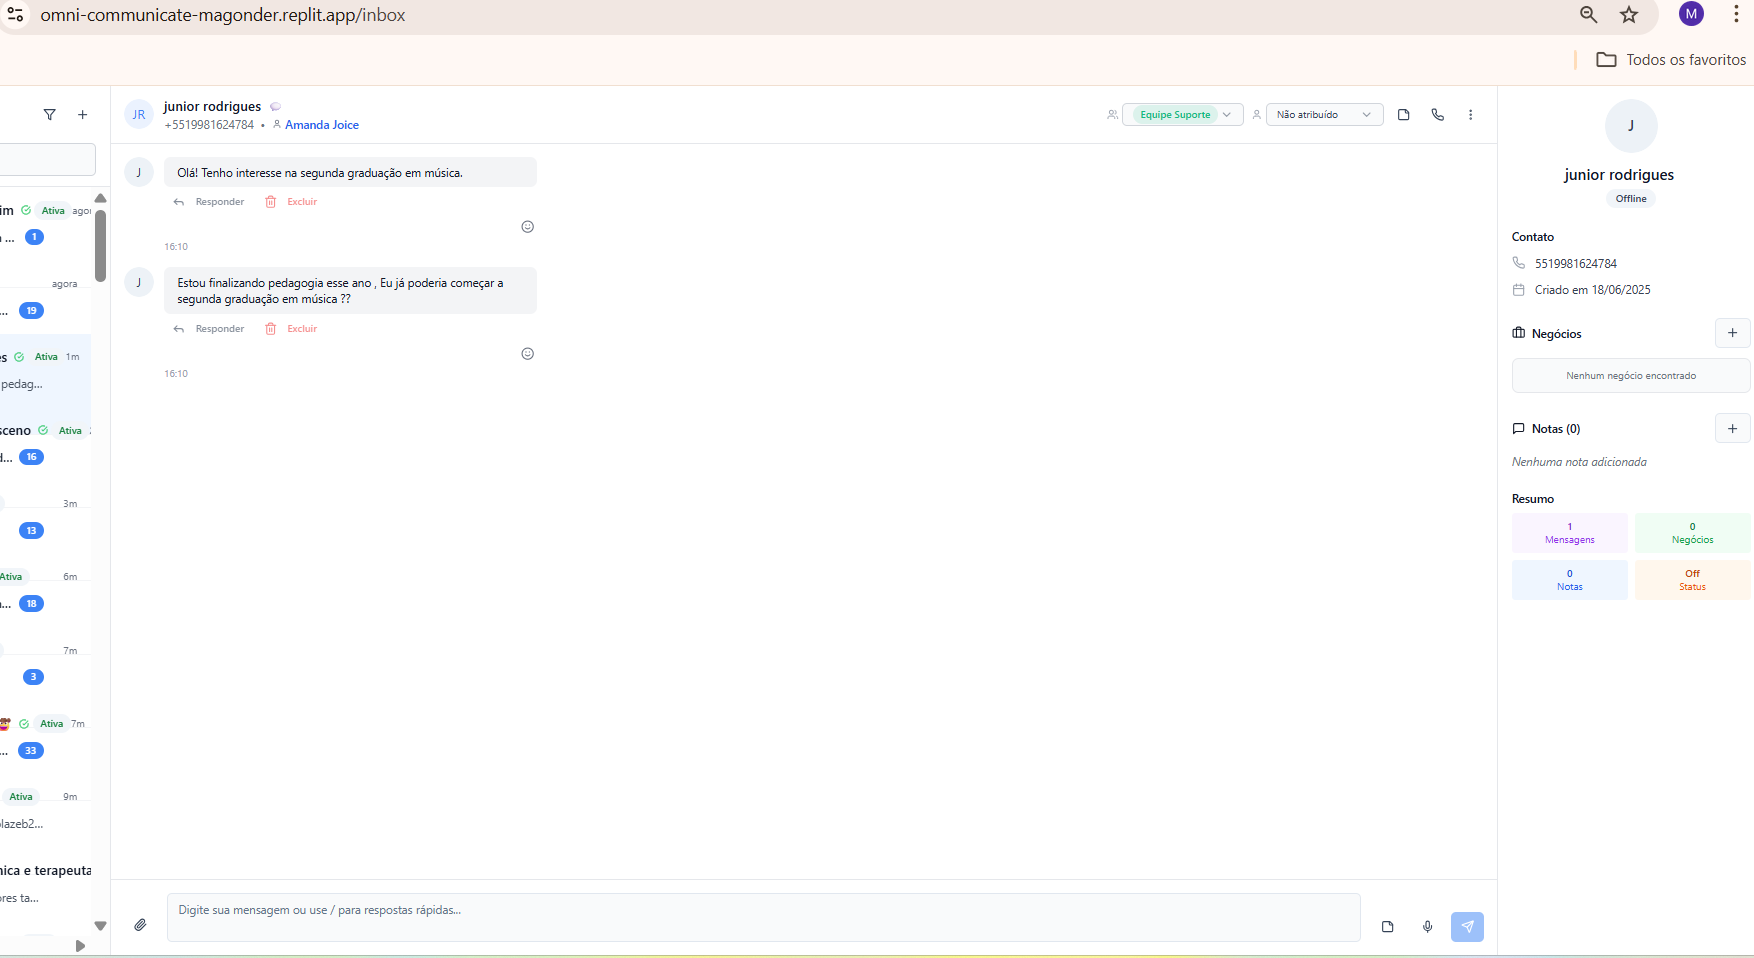 omni-communicate-magonder.replit.app/inbox
M
Todos os favoritos
im Ativa agor
a ... 1
agora
... 19
es Ativa 1m
pedag...
sceno Ativa
d... 16
3m
13
Ativa 6m
a... 18
7m
3
Ativa 7m
... 33
Ativa 9m
lazeb2...
nica e terapeuta
ores ta...
JR
junior rodrigues
+5519981624784 • Amanda Joice
Equipe Suporte
Não atribuído
J
Olá! Tenho interesse na segunda graduação em música.
Responder Excluir
16:10
J
Estou finalizando pedagogia esse ano , Eu já poderia começar a
segunda graduação em música ??
Responder Excluir
16:10
Digite sua mensagem ou use / para respostas rápidas...
J
junior rodrigues
Offline
Contato
5519981624784
Criado em 18/06/2025
Negócios
+
Nenhum negócio encontrado
Notas (0)
+
Nenhuma nota adicionada
Resumo
1
Mensagens
0
Negócios
0
Notas
Off
Status